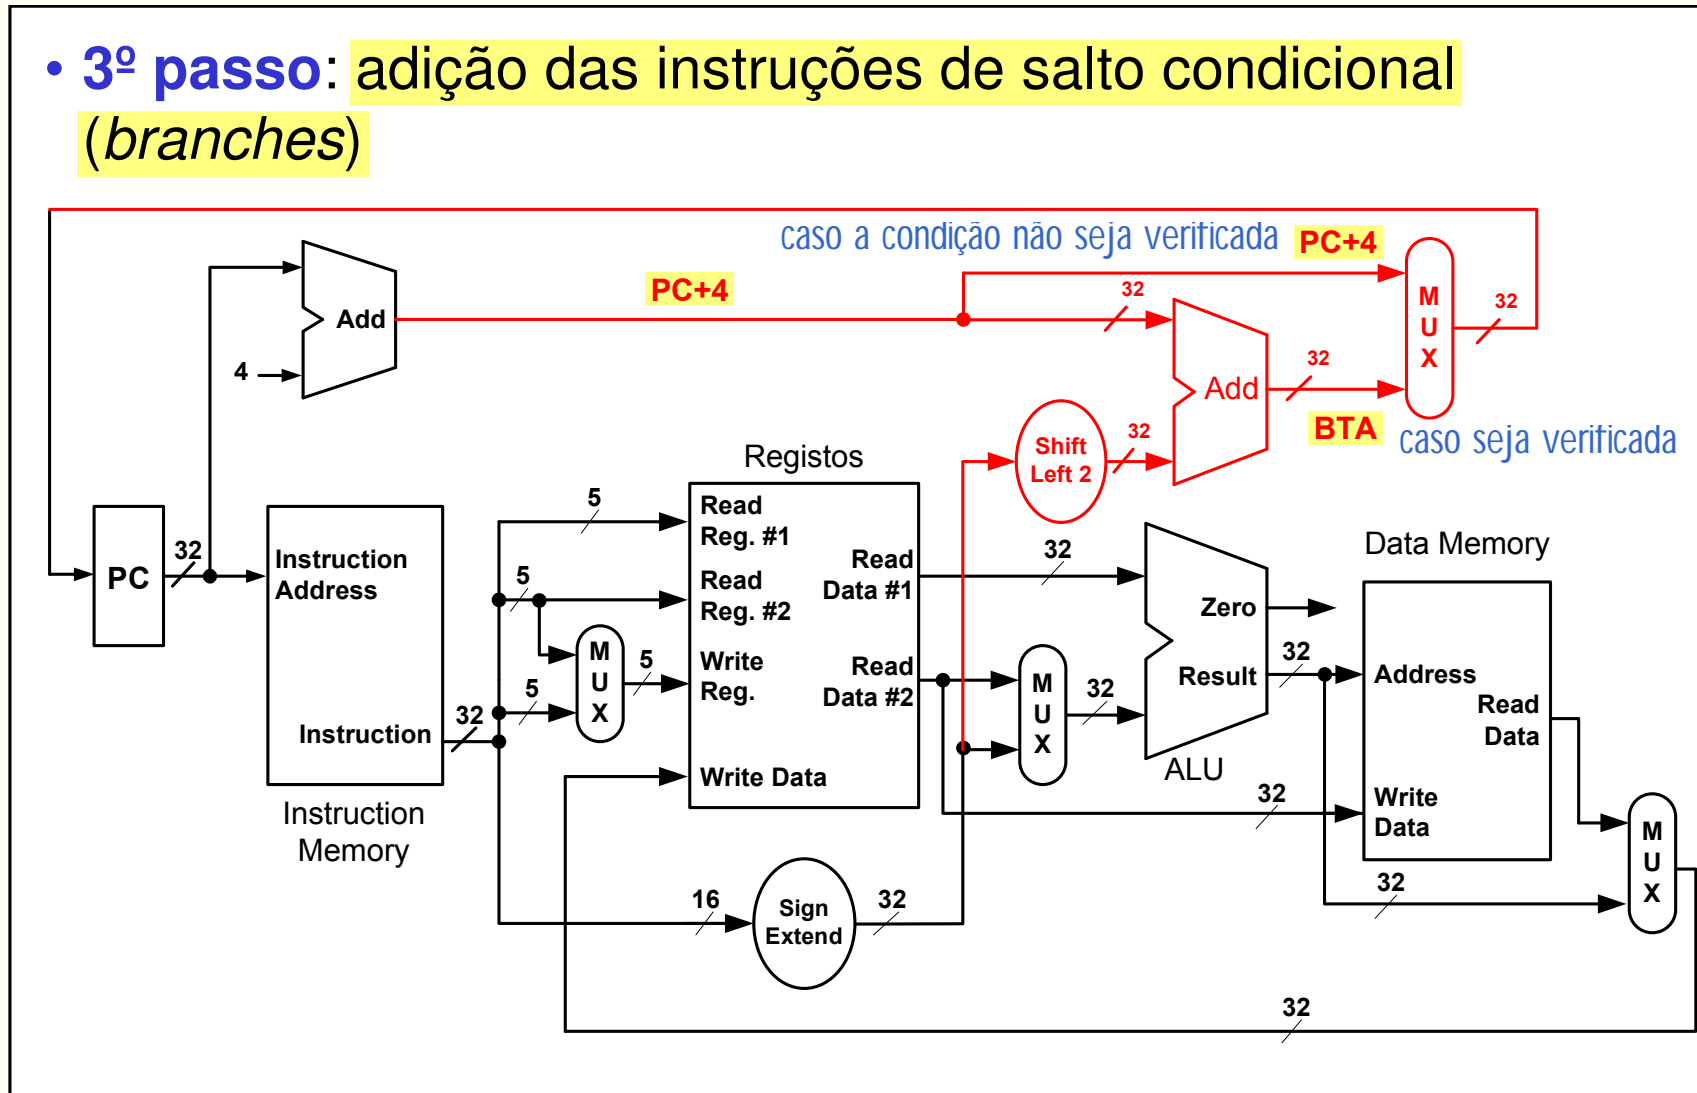 • 3º passo: adição das instruções de salto condicional
(branches)
caso a condição não seja verificada PC+4
PC+4
32
M
U
X
32
Add
4
32
Add
BTA caso seja verificada
Shift
Left 2
32
Registos
PC
32
Instruction
Address
Instruction
32
Instruction
Memory
5
5
5
M
U
X
5
Read
Reg. #1
Read
Reg. #2
Write
Reg.
Write Data
Read
Data #1
Read
Data #2
32
M
U
X
32
Zero
Result
ALU
32
Data Memory
Address
Read
Data
Write
Data
32
32
M
U
X
16
Sign
Extend
32
32